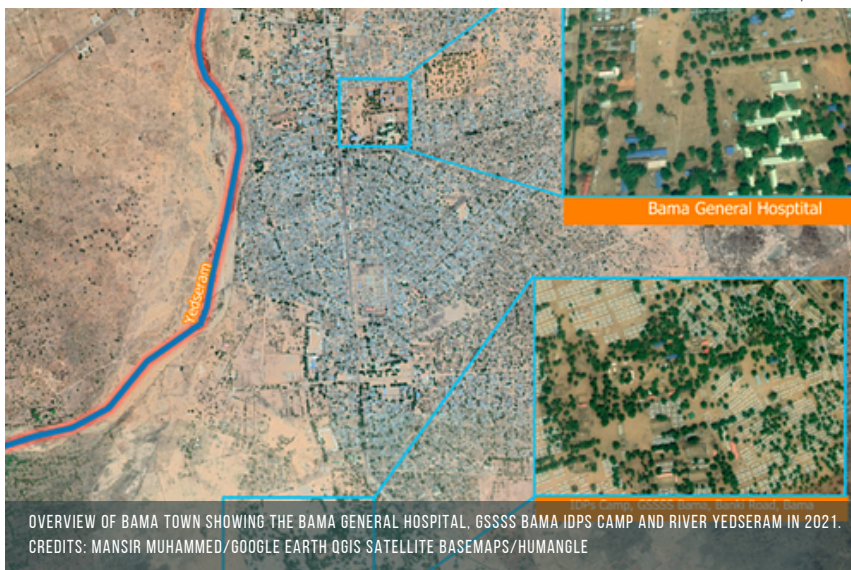 Bama General Hosptital
Yedseram
IDPs Camp, GSSSS Bama, Banki Road, Bama
OVERVIEW OF BAMA TOWN SHOWING THE BAMA GENERAL HOSPITAL, GSSSS BAMA IDPS CAMP AND RIVER YEDSERAM IN 2021.
CREDITS: MANSIR MUHAMMED/GOOGLE EARTH QGIS SATELLITE BASEMAPS/HUMANGLE